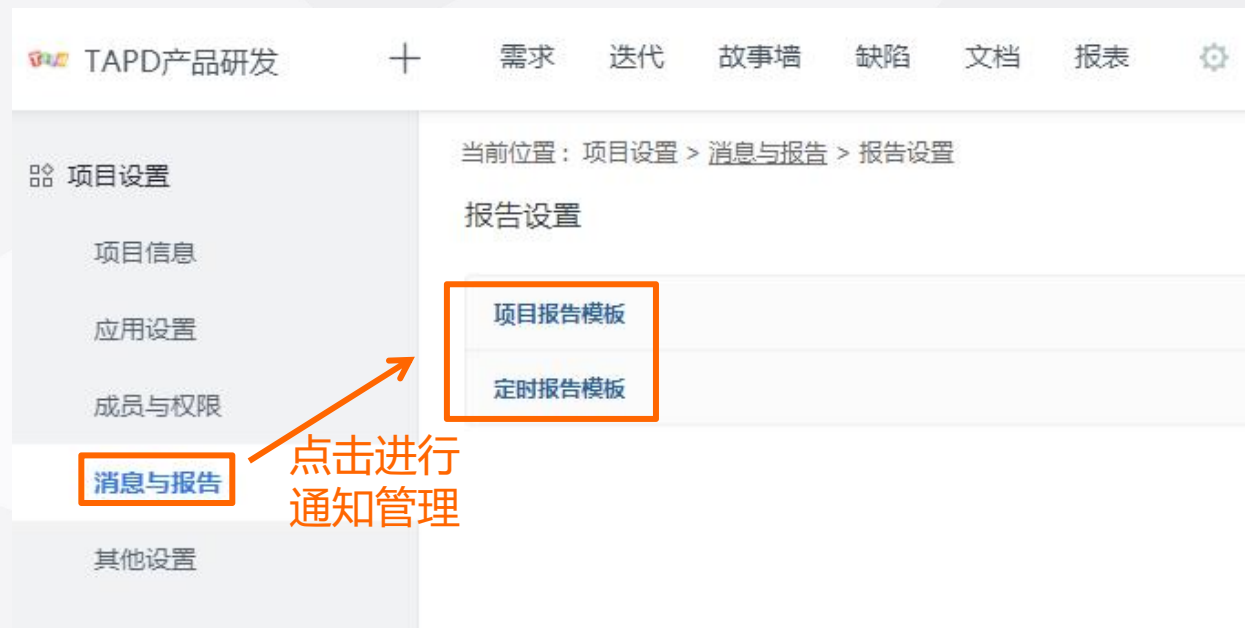 TAPD产品研发
需求 迭代 故事墙 缺陷 文档 报表
项目设置
项目信息
应用设置
成员与权限
消息与报告
其他设置
当前位置：项目设置 > 消息与报告 > 报告设置
报告设置
项目报告模板
定时报告模板
点击进行
通知管理